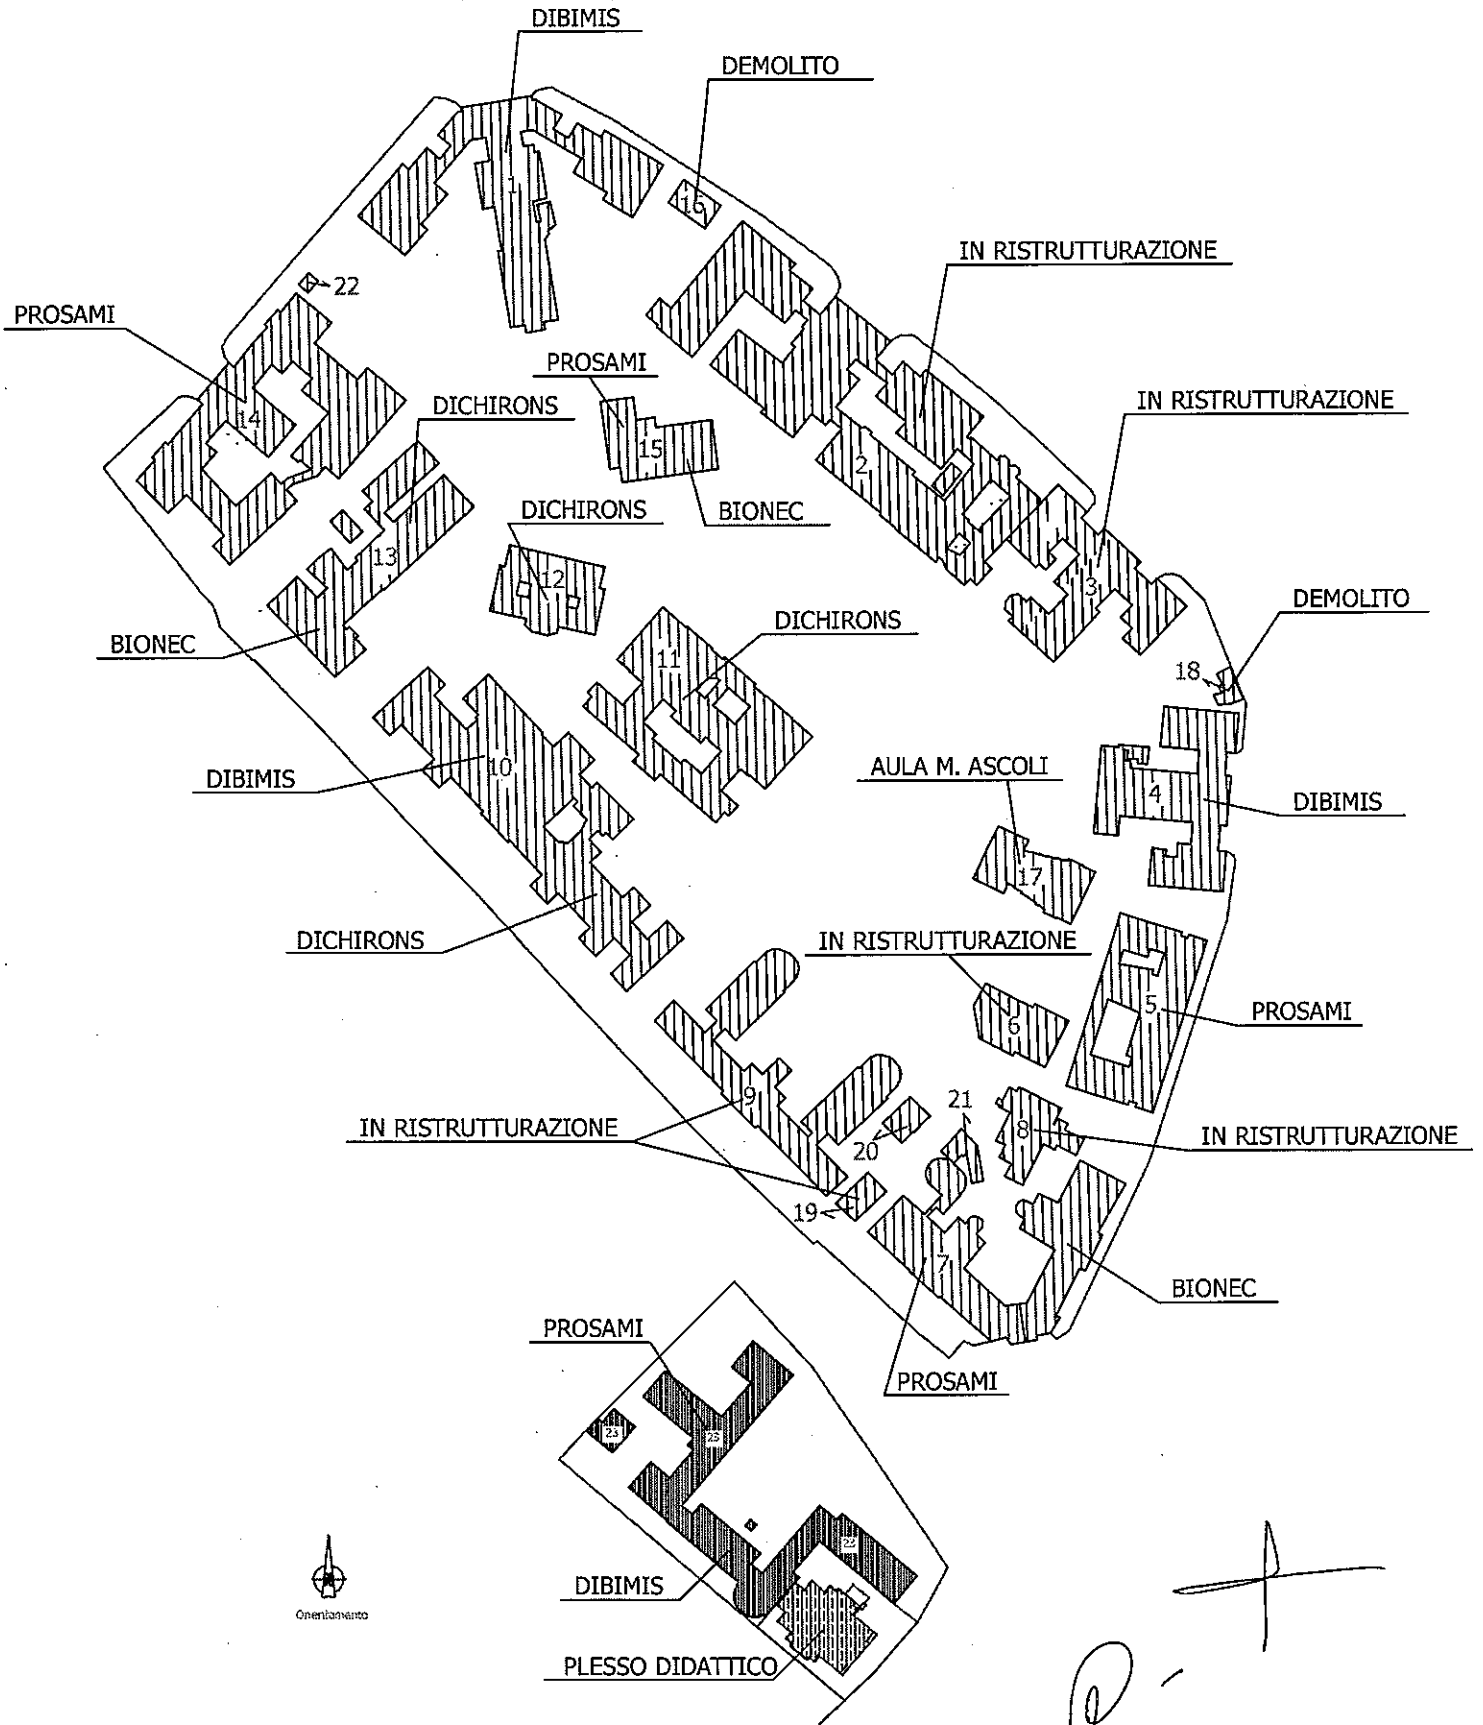 DIBIMIS
DEMOLITO
1
16
IN RISTRUTTURAZIONE
22
PROSAMI
PROSAMI
DICHIRONS
IN RISTRUTTURAZIONE
14
15
2
DICHIRONS
BIONEC
13
12
3
DEMOLITO
BIONEC
DICHIRONS
11
18
AULA M. ASCOLI
10
DIBIMIS
4
DIBIMIS
17
DICHIRONS
IN RISTRUTTURAZIONE
5
PROSAMI
6
9
21
IN RISTRUTTURAZIONE
8
IN RISTRUTTURAZIONE
20
19
7
BIONEC
PROSAMI
PROSAMI
23
23
23
DIBIMIS
Orientamento
PLESSO DIDATTICO